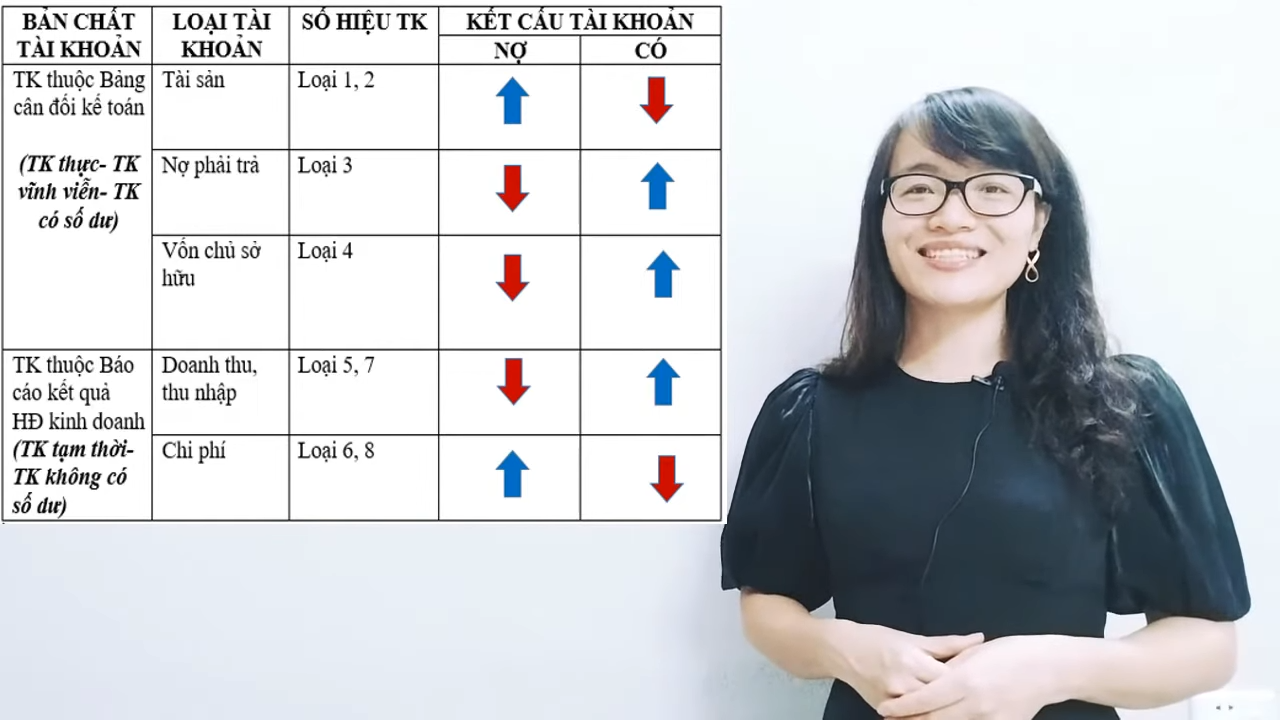 BẢN CHẤT
TÀI KHOẢN
LOẠI TÀI
KHOẢN
SỐ HIỆU TK
KẾT CẤU TÀI KHOẢN
NỢ
CÓ
TK thuộc Bảng
cân đối kế toán
(TK thực- TK
vĩnh viễn- TK
có số dư)
Tài sản
Loại 1, 2
Nợ phải trả
Loại 3
Vốn chủ sở
hữu
Loại 4
TK thuộc Báo
cáo kết quả
HĐ kinh doanh
(TK tạm thời-
TK không có
số dư)
Doanh thu,
thu nhập
Loại 5, 7
Chi phí
Loại 6, 8